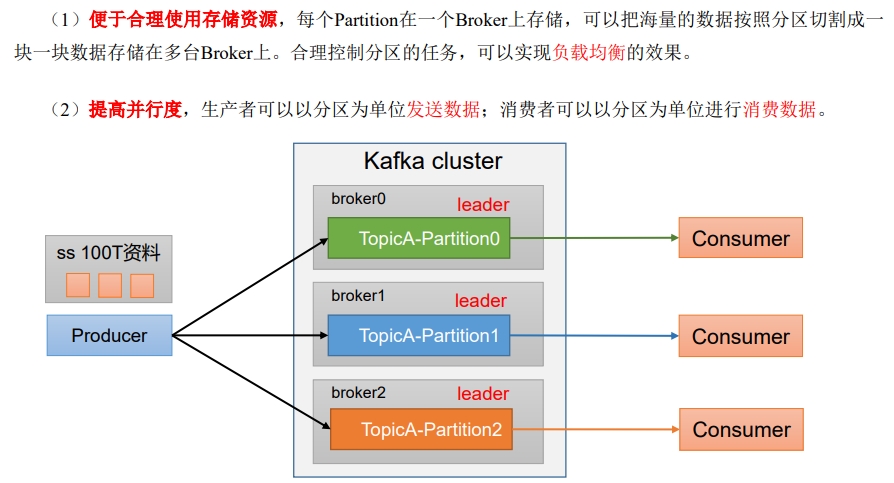 （1）便于合理使用存储资源，每个Partition在一个Broker上存储，可以把海量的数据按照分区切割成一
块一块数据存储在多台Broker上。合理控制分区的任务，可以实现负载均衡的效果。
（2）提高并行度，生产者可以以分区为单位发送数据；消费者可以以分区为单位进行消费数据。
Kafka cluster
broker0
leader
TopicA-Partition0
Consumer
ss 100T资料
Producer
broker1
leader
TopicA-Partition1
Consumer
broker2
leader
TopicA-Partition2
Consumer